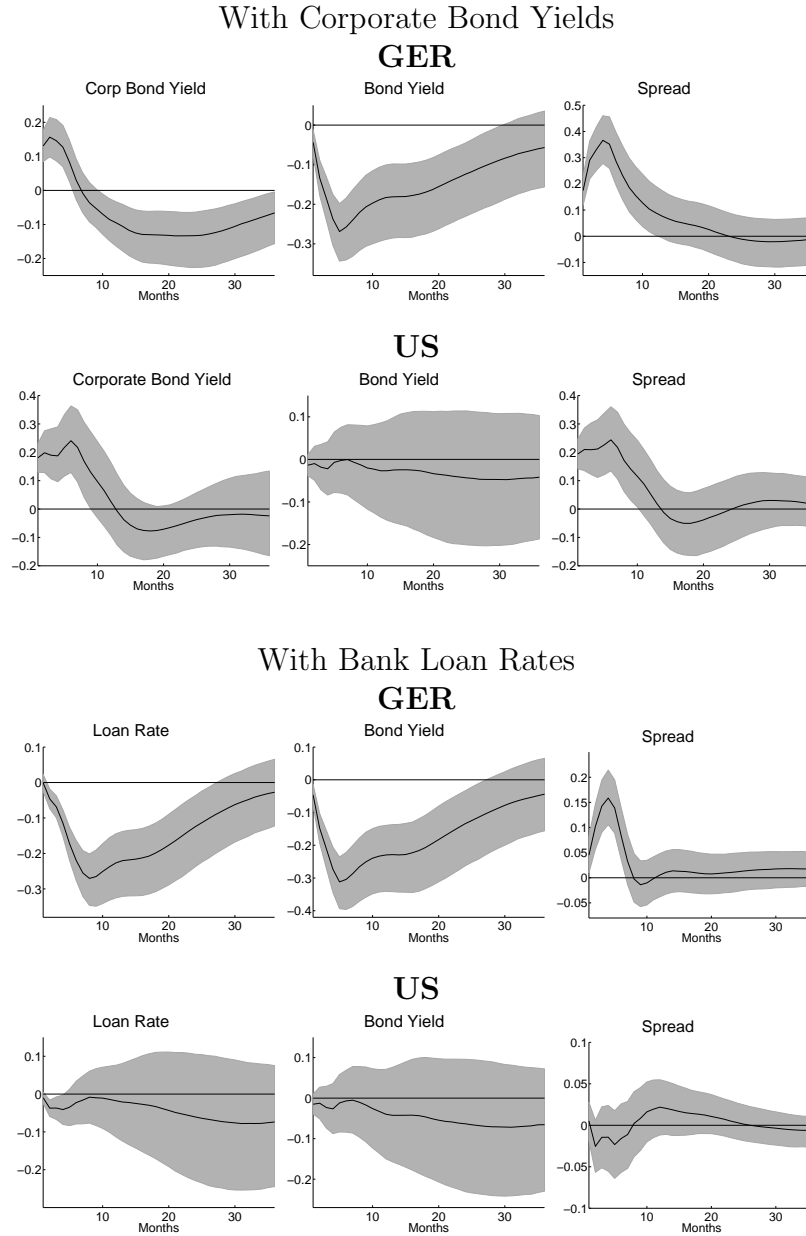 With Corporate Bond Yields
GER
Corp Bond Yield Bond Yield Spread
0.2
0.1
0
−0.1
−0.2
10 20 30
Months
0
−0.1
−0.2
−0.3
10 20 30
Months
0.5
0.4
0.3
0.2
0.1
0
−0.1
10 20 30
Months
US
Corporate Bond Yield Bond Yield Spread
0.4
0.3
0.2
0.1
0
−0.1
−0.2
10 20 30
Months
0.1
0
−0.1
−0.2
10 20 30
Months
0.4
0.3
0.2
0.1
0
−0.1
−0.2
10 20 30
Months
With Bank Loan Rates
GER
Loan Rate Bond Yield Spread
0.1
0
−0.1
−0.2
−0.3
10 20 30
Months
0.1
0
−0.1
−0.2
−0.3
−0.4
10 20 30
Months
0.2
0.15
0.1
0.05
0
−0.05
10 20 30
Months
US
Loan Rate Bond Yield Spread
0.1
0
−0.1
−0.2
10 20 30
Months
0.1
0
−0.1
−0.2
10 20 30
Months
0.1
0.05
0
−0.05
−0.1
10 20 30
Months